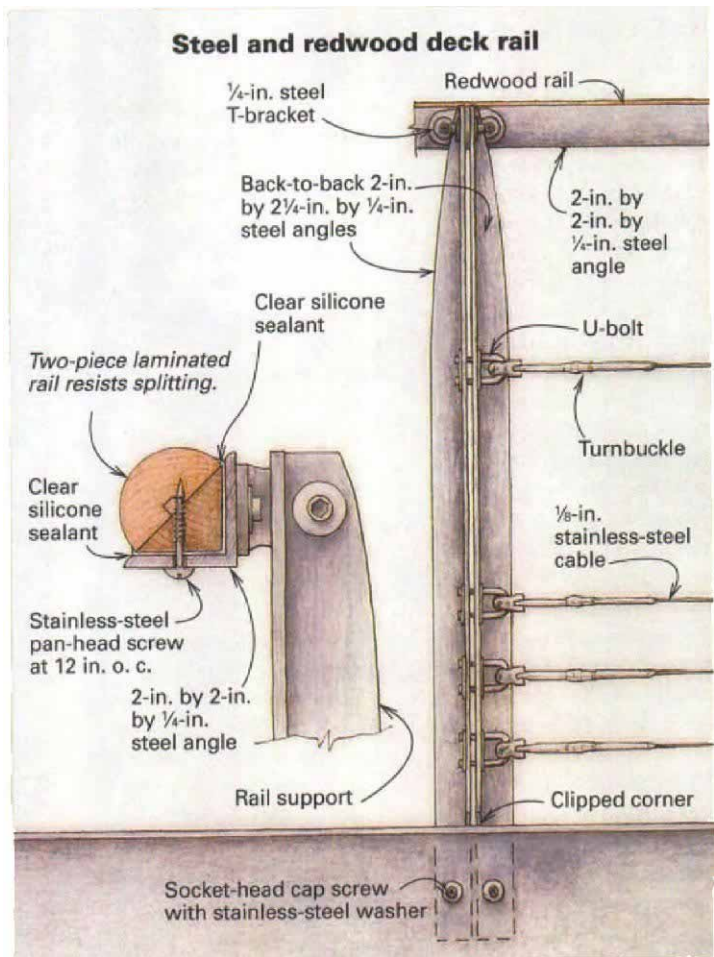 Steel and redwood deck rail
¼-in. steel
T-bracket
Redwood rail
Back-to-back 2-in.
by 2¼-in. by ¼-in.
steel angles
2-in. by
2-in. by
¼-in. steel
angle
Clear silicone
sealant
U-bolt
Two-piece laminated
rail resists splitting.
Turnbuckle
Clear
silicone
sealant
⅛-in.
stainless-steel
cable
Stainless-steel
pan-head screw
at 12 in. o. c.
2-in. by 2-in.
by ¼-in.
steel angle
Rail support
Clipped corner
Socket-head cap screw
with stainless-steel washer